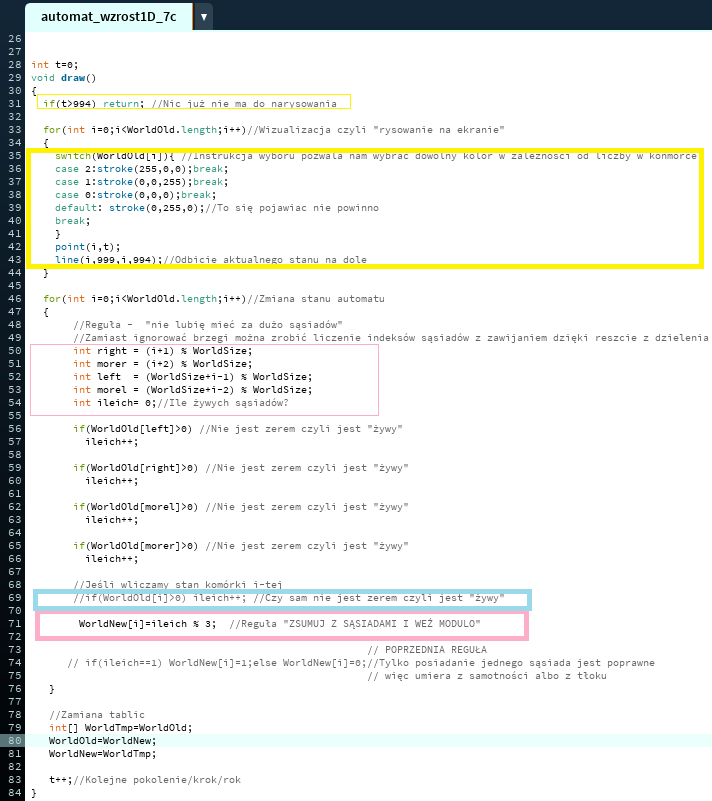 automat_wzrost1D_7c ▼
26
27
28 int t=0;
29 void draw()
30 {
31 if(t>994) return; //Nic już nie ma do narysowania
32
33 for(int i=0;i<WorldOld.length;i++)//Wizualizacja czyli "rysowanie na ekranie"
34 {
35 switch(WorldOld[i]){ //Instrukcja wyboru pozwala nam wybrać dowolny kolor w zależności od liczby w komórce
36 case 2:stroke(255,0,0);break;
37 case 1:stroke(0,0,255);break;
38 case 0:stroke(0,0,0);break;
39 default: stroke(0,255,0);//To się pojawiac nie powinno
40 break;
41 }
42 point(i,t);
43 line(i,999,i,994);//Odbicie aktualnego stanu na dole
44 }
45
46 for(int i=0;i<WorldOld.length;i++)//Zmiana stanu automatu
47 {
48 //Reguła - "nie lubię mieć za dużo sąsiadów"
49 //Zamiast ignorować brzegi można zrobić liczenie indeksów sąsiadów z zawijaniem dzięki reszcie z dzielenia
50 int right = (i+1) % WorldSize;
51 int morer = (i+2) % WorldSize;
52 int left = (WorldSize+i-1) % WorldSize;
53 int morel = (WorldSize+i-2) % WorldSize;
54 int ileich= 0;//Ile żywych sąsiadów?
55
56 if(WorldOld[left]>0) //Nie jest zerem czyli jest "żywy"
57 ileich++;
58
59 if(WorldOld[right]>0) //Nie jest zerem czyli jest "żywy"
60 ileich++;
61
62 if(WorldOld[morel]>0) //Nie jest zerem czyli jest "żywy"
63 ileich++;
64
65 if(WorldOld[morer]>0) //Nie jest zerem czyli jest "żywy"
66 ileich++;
67
68 //Jeśli wliczamy stan komórki i-tej
69 //if(WorldOld[i]>0) ileich++; //Czy sam nie jest zerem czyli jest "żywy"
70
71 WorldNew[i]=ileich % 3; //Reguła "ZSUMUJ Z SĄSIADAMI I WEŹ MODULO"
72
73 // POPRZEDNIA REGUŁA
74 // if(ileich==1) WorldNew[i]=1;else WorldNew[i]=0;//Tylko posiadanie jednego sąsiada jest poprawne
75 // więc umiera z samotności albo z tłoku
76 }
77
78 //Zamiana tablic
79 int[] WorldTmp=WorldOld;
80 WorldOld=WorldNew;
81 WorldNew=WorldTmp;
82
83 t++;//Kolejne pokolenie/krok/rok
84 }